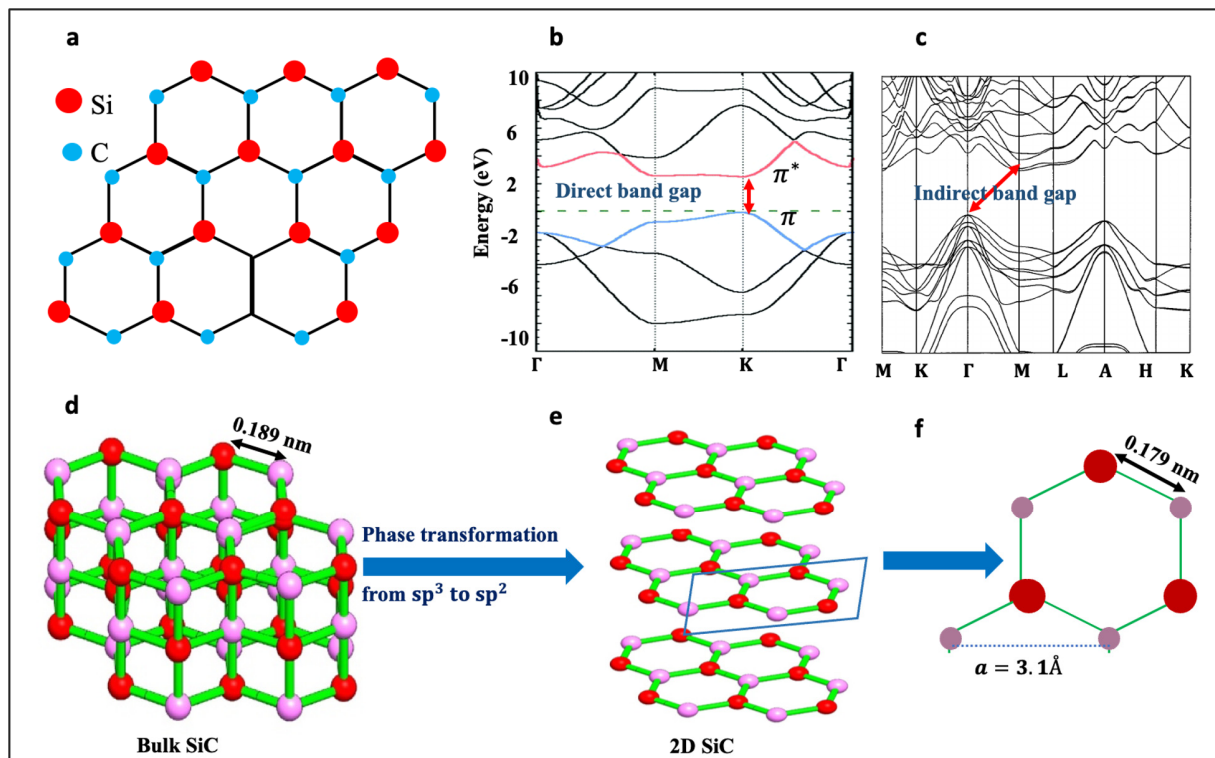 a
Si
C
b
10
6
2
-2
-6
-10
Energy (eV)
Direct band gap
π*
π
Γ M K Γ
c
Indirect band gap
M K Γ M L A H K
d
0.189 nm
Bulk SiC
Phase transformation
from sp³ to sp²
e
2D SiC
f
0.179 nm
a = 3.1Å